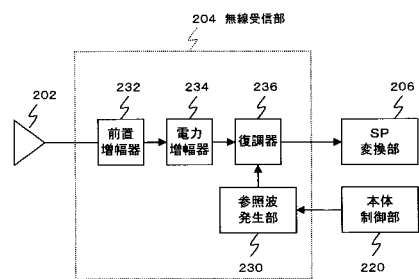 204 無線受信部
202
232
234
236
206
前置
増幅器
電力
増幅器
復調器
SP
変換部
参照波
発生部
本体
制御部
230
220